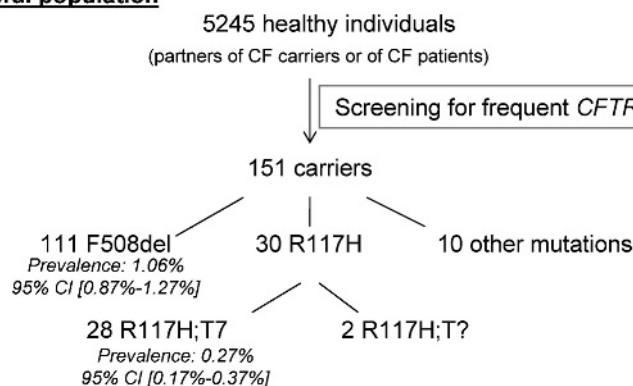 5245 healthy individuals
(partners of CF carriers or of CF patients)
Screening for frequent CFTR
151 carriers
111 F508del
Prevalence: 1.06%
95% CI [0.87%-1.27%]
30 R117H
10 other mutations
28 R117H;T7
Prevalence: 0.27%
95% CI [0.17%-0.37%]
2 R117H;T?